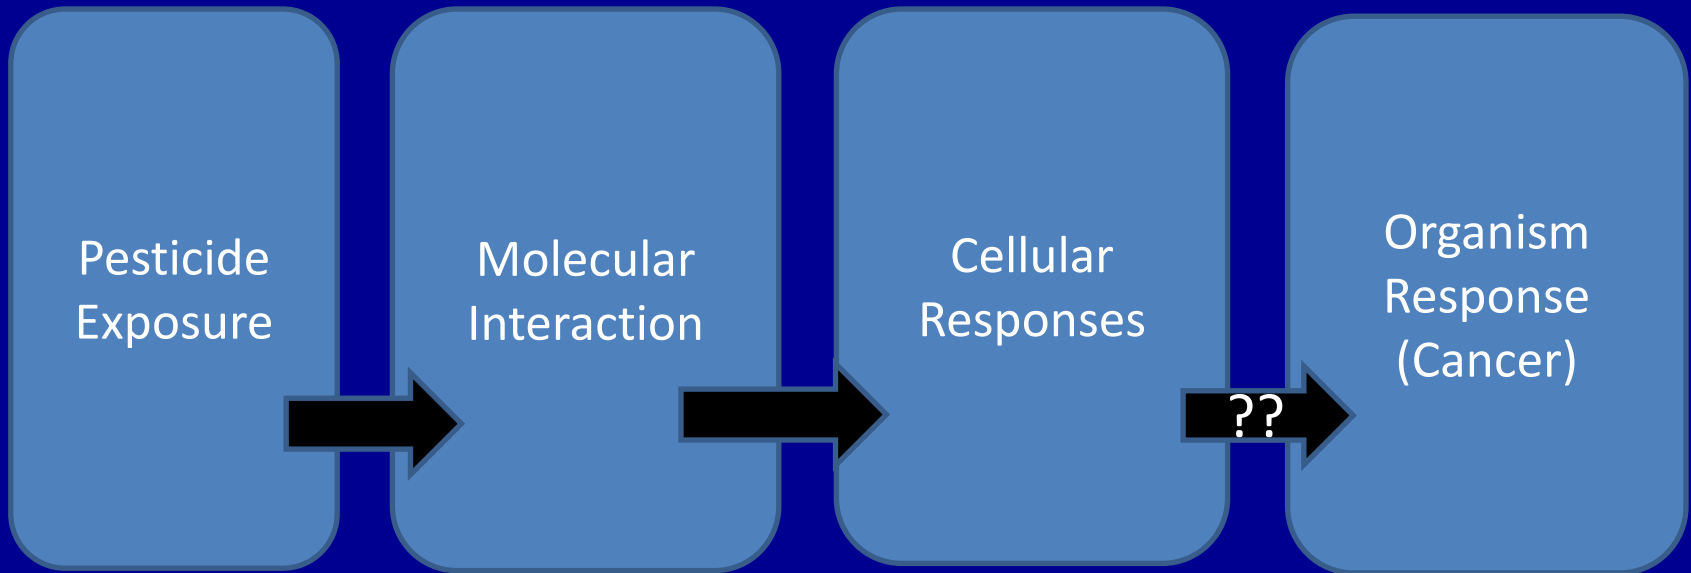 Pesticide
Exposure
Molecular
Interaction
Cellular
Responses
??
Organism
Response
(Cancer)